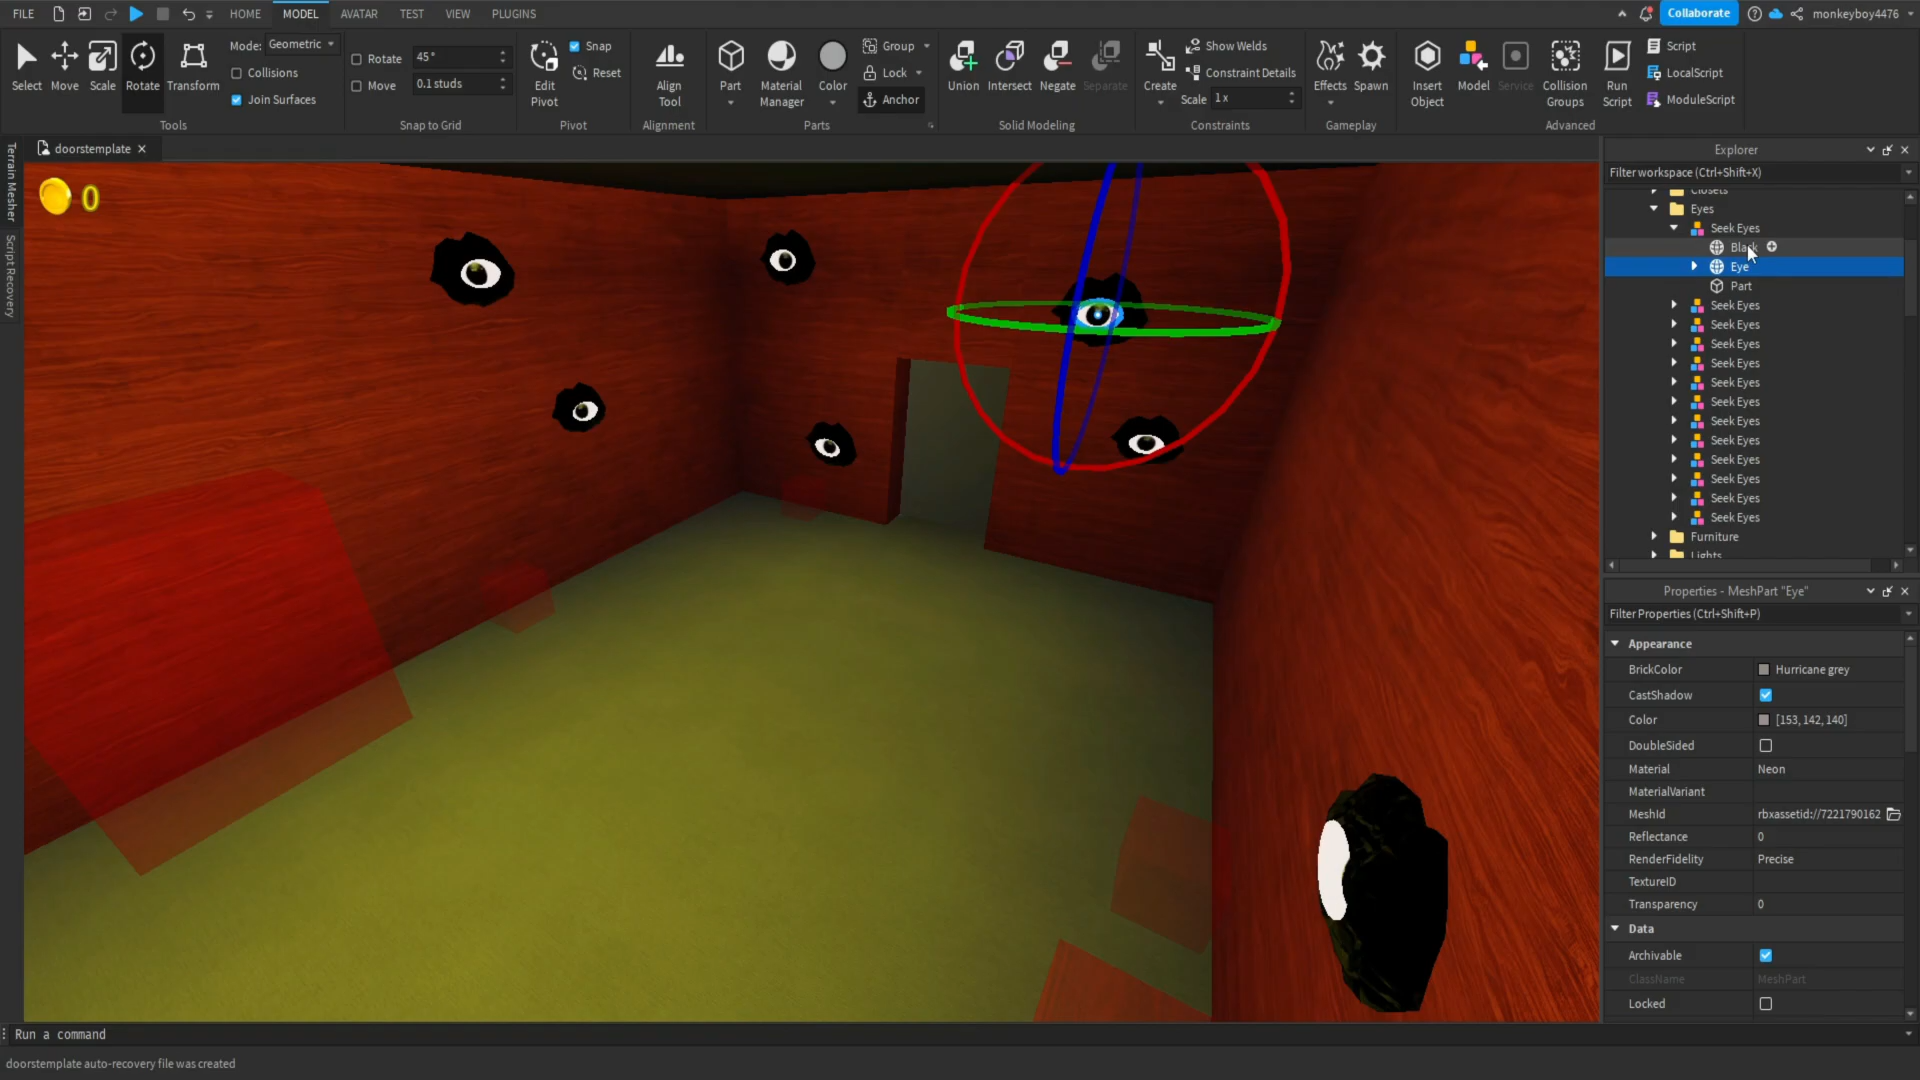 FILE HOME MODEL AVATAR TEST VIEW PLUGINS Collaborate monkeyboy4476
Select Move Scale Rotate Transform
Mode: Geometric
Collisions
Join Surfaces
Tools
Rotate 45°
Move 0.1 studs
Snap to Grid
Edit Pivot
Snap
Reset
Pivot
Align Tool
Alignment
Part Material Manager Color
Group
Lock
Anchor
Parts
Union Intersect Negate Separate
Solid Modeling
Create
Show Welds
Constraint Details
Scale 1 x
Constraints
Effects Spawn
Gameplay
Insert Object Model Service Collision Groups Run Script
Script
LocalScript
ModuleScript
Advanced
Terrain Mesher
Script Recovery
doorstemplate
0
Explorer
Filter workspace (Ctrl+Shift+X)
Closets
Eyes
Seek Eyes
Black
Eye
Part
Seek Eyes
Seek Eyes
Seek Eyes
Seek Eyes
Seek Eyes
Seek Eyes
Seek Eyes
Seek Eyes
Seek Eyes
Seek Eyes
Seek Eyes
Seek Eyes
Furniture
Lights
Properties - MeshPart "Eye"
Filter Properties (Ctrl+Shift+P)
Appearance
BrickColor Hurricane grey
CastShadow
Color [153, 142, 140]
DoubleSided
Material Neon
MaterialVariant
MeshId rbxassetid://7221790162
Reflectance 0
RenderFidelity Precise
TextureID
Transparency 0
Data
Archivable
ClassName MeshPart
Locked
Run a command
doorstemplate auto-recovery file was created